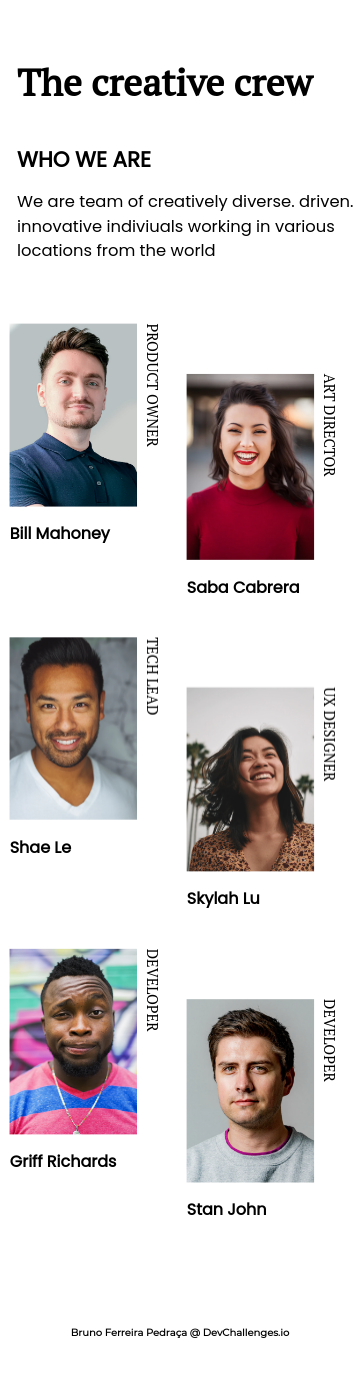 The creative crew
WHO WE ARE
We are team of creatively diverse. driven.
innovative indiviuals working in various
locations from the world
PRODUCT OWNER
Bill Mahoney
ART DIRECTOR
Saba Cabrera
TECH LEAD
Shae Le
UX DESIGNER
Skylah Lu
DEVELOPER
Griff Richards
DEVELOPER
Stan John
Bruno Ferreira Pedraça @ DevChallenges.io